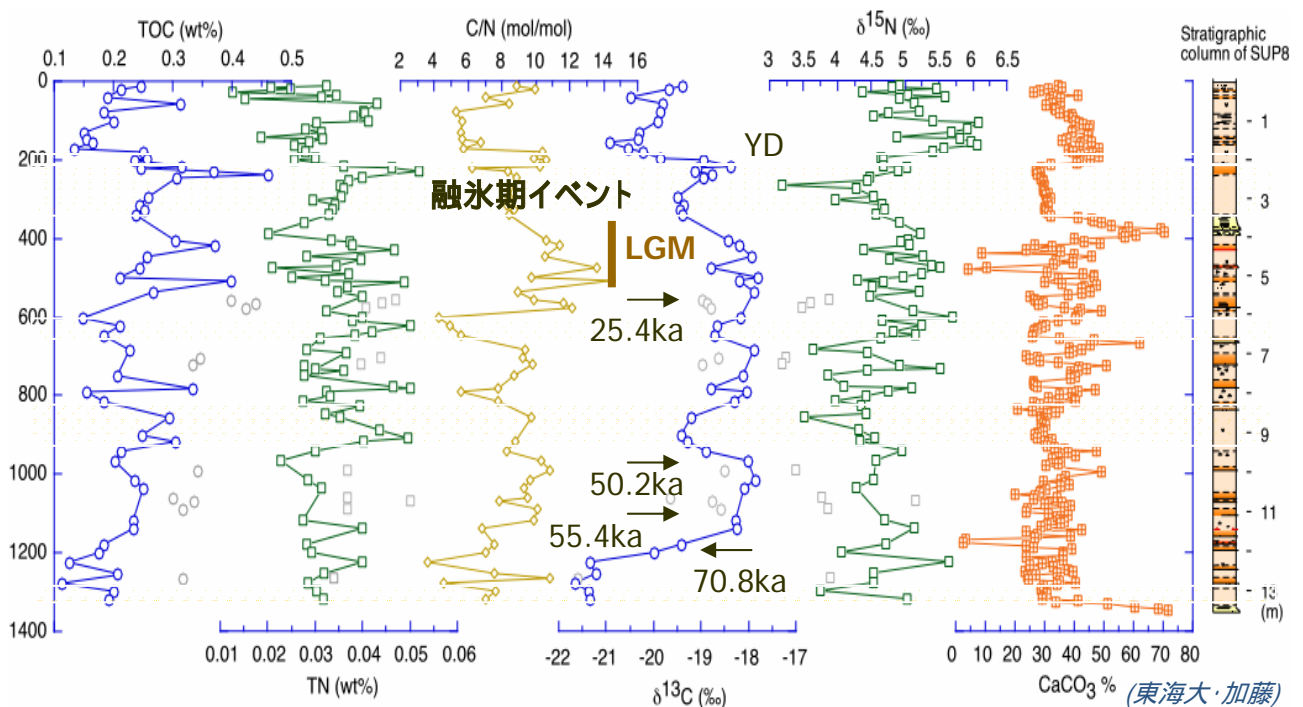 TOC (wt%)
C/N (mol/mol)
δ¹⁵N (‰)
Stratigraphic
column of SUP8
0.1 0.2 0.3 0.4 0.5
2 4 6 8 10 12 14 16
3 3.5 4 4.5 5 5.5 6 6.5
0
200
400
600
800
1000
1200
1400
YD
融氷期イベント
LGM
25.4ka
50.2ka
55.4ka
70.8ka
1
3
5
7
9
11
13
(m)
0.01 0.02 0.03 0.04 0.05 0.06
TN (wt%)
-22 -21 -20 -19 -18 -17
δ¹³C (‰)
0 10 20 30 40 50 60 70 80
CaCO₃ %
(東海大・加藤)